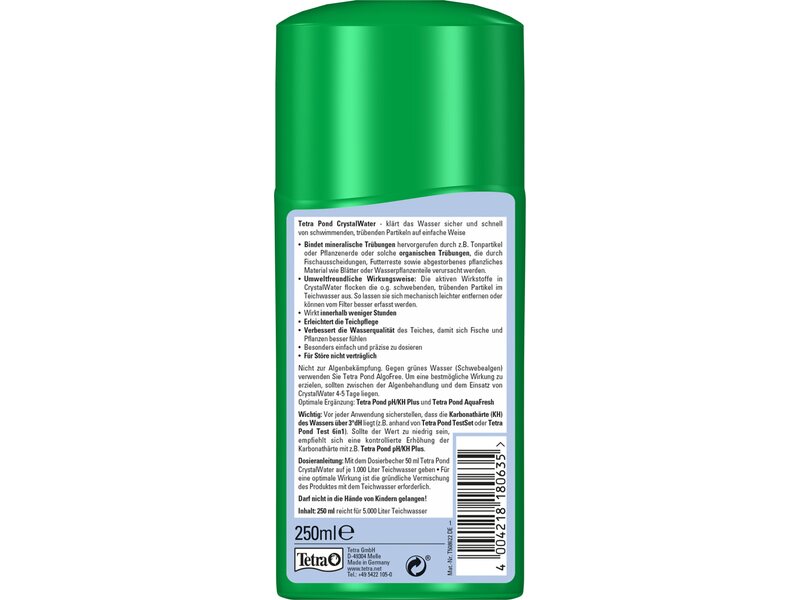 Tetra Pond CrystalWater - klärt das Wasser sicher und schnell
von schwimmenden, trübenden Partikeln auf einfache Weise
• Bindet mineralische Trübungen hervorgerufen durch z.B. Tonpartikel
oder Pflanzenerde oder solche organischen Trübungen, die durch
Fischausscheidungen, Futterreste sowie abgestorbenes pflanzliches
Material wie Blätter oder Wasserpflanzenteile verursacht werden.
• Umweltfreundliche Wirkungsweise: Die aktiven Wirkstoffe in
CrystalWater flocken die o.g. schwebenden, trübenden Partikel im
Teichwasser aus. So lassen sie sich mechanisch leichter entfernen oder
können vom Filter besser erfasst werden.
• Wirkt innerhalb weniger Stunden
• Erleichtert die Teichpflege
• Verbessert die Wasserqualität des Teiches, damit sich Fische und
Pflanzen besser fühlen
• Besonders einfach und präzise zu dosieren
• Für Störe nicht verträglich
Nicht zur Algenbekämpfung. Gegen grünes Wasser (Schwebealgen)
verwenden Sie Tetra Pond AlgoFree. Um eine bestmögliche Wirkung zu
erzielen, sollten zwischen der Algenbehandlung und dem Einsatz von
CrystalWater 4-5 Tage liegen.
Optimale Ergänzung: Tetra Pond pH/KH Plus und Tetra Pond AquaFresh
Wichtig: Vor jeder Anwendung sicherstellen, dass die Karbonathärte (KH)
des Wassers über 3°dH liegt (z.B. anhand von Tetra Pond TestSet oder Tetra
Pond Test 6in1). Sollte der Wert zu niedrig sein,
empfiehlt sich eine kontrollierte Erhöhung der
Karbonathärte mit z.B. Tetra Pond pH/KH Plus.
Dosieranleitung: Mit dem Dosierbecher 50 ml Tetra Pond
CrystalWater auf je 1.000 Liter Teichwasser geben • Für
eine optimale Wirkung ist die gründliche Vermischung
des Produktes mit dem Teichwasser erforderlich.
Darf nicht in die Hände von Kindern gelangen!
Inhalt: 250 ml reicht für 5.000 Liter Teichwasser
250ml℮
Tetra
Tetra GmbH
D-49304 Melle
Made in Germany
www.tetra.net
Tel.: +49 5422 105-0
®
Mat.-Nr. T908622 DE 1
4 004218 180635 >